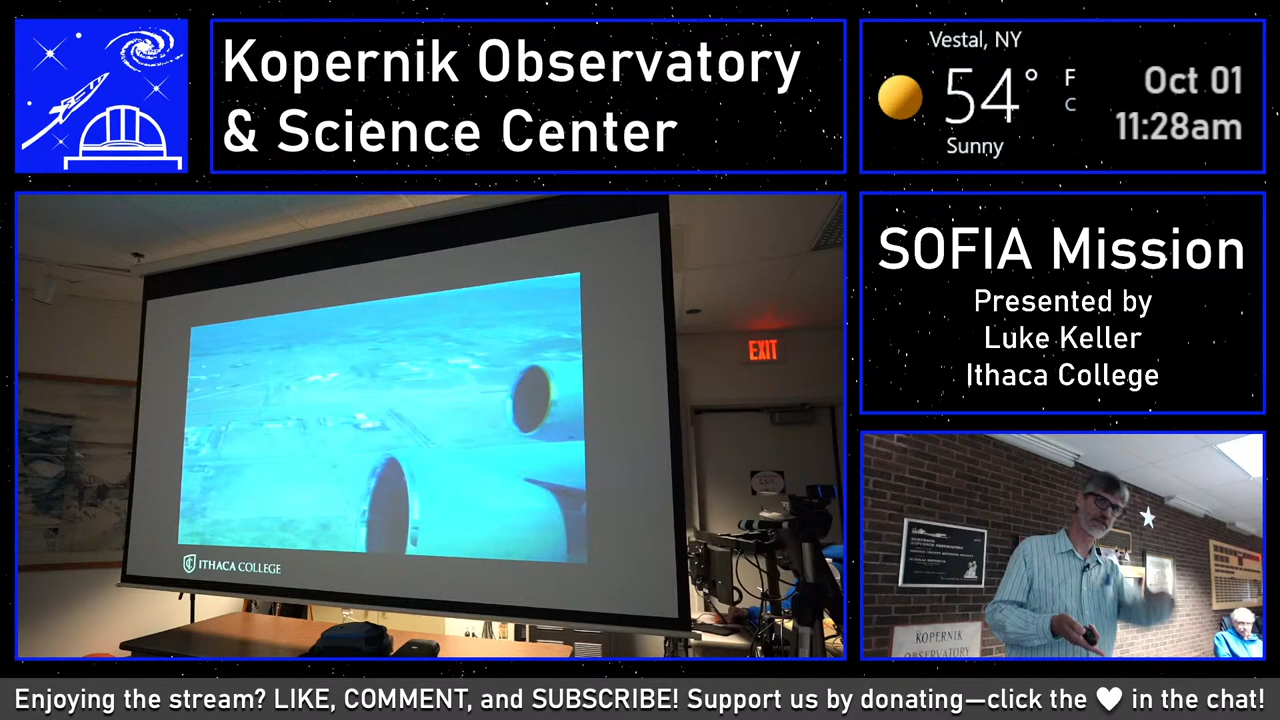 Kopernik Observatory
& Science Center
Vestal, NY
54° F
C
Sunny
Oct 01
11:28am
SOFIA Mission
Presented by
Luke Keller
Ithaca College
EXIT
ITHACA COLLEGE
KOPERNIK
OBSERVATORY
Enjoying the stream? LIKE, COMMENT, and SUBSCRIBE! Support us by donating—click the ♥ in the chat!